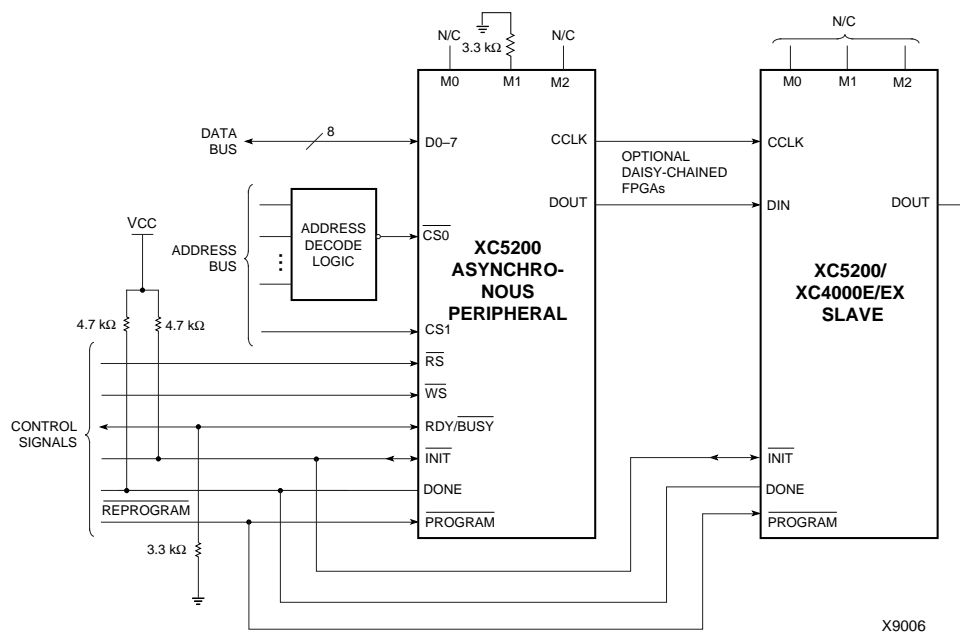 N/C
3.3 kΩ
N/C
N/C
M0
M1
M2
M0
M1
M2
DATA
BUS
8
D0–7
CCLK
OPTIONAL
DAISY-CHAINED
FPGAs
CCLK
DOUT
DIN
DOUT
VCC
ADDRESS
BUS
ADDRESS
DECODE
LOGIC
CS0
XC5200
ASYNCHRO-
NOUS
PERIPHERAL
XC5200/
XC4000E/EX
SLAVE
4.7 kΩ
4.7 kΩ
CS1
RS
WS
CONTROL
SIGNALS
RDY/BUSY
INIT
INIT
DONE
DONE
REPROGRAM
PROGRAM
PROGRAM
3.3 kΩ
X9006